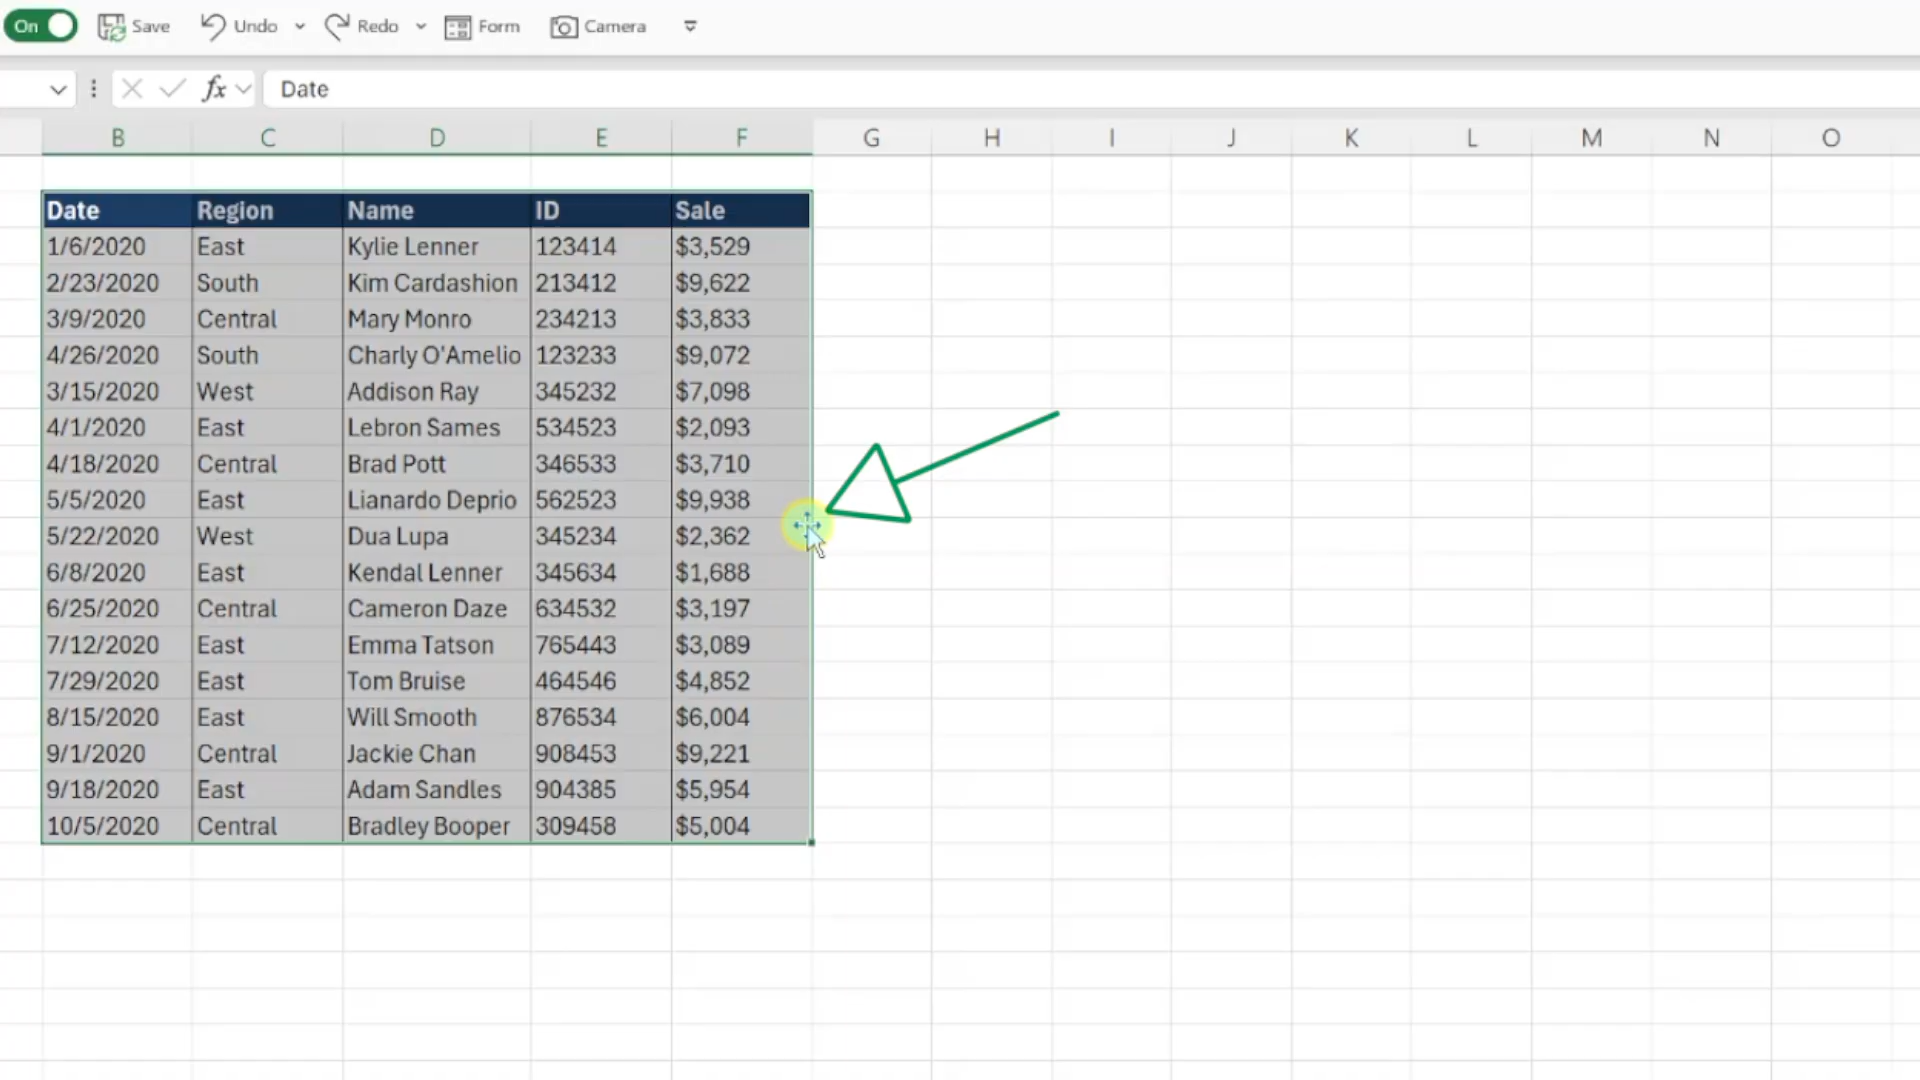 On Save Undo Redo Form Camera
fx Date
B C D E F G H I J K L M N O
Date Region Name ID Sale
1/6/2020 East Kylie Lenner 123414 $3,529
2/23/2020 South Kim Cardashion 213412 $9,622
3/9/2020 Central Mary Monro 234213 $3,833
4/26/2020 South Charly O'Amelio 123233 $9,072
3/15/2020 West Addison Ray 345232 $7,098
4/1/2020 East Lebron Sames 534523 $2,093
4/18/2020 Central Brad Pott 346533 $3,710
5/5/2020 East Lianardo Deprio 562523 $9,938
5/22/2020 West Dua Lupa 345234 $2,362
6/8/2020 East Kendal Lenner 345634 $1,688
6/25/2020 Central Cameron Daze 634532 $3,197
7/12/2020 East Emma Tatson 765443 $3,089
7/29/2020 East Tom Bruise 464546 $4,852
8/15/2020 East Will Smooth 876534 $6,004
9/1/2020 Central Jackie Chan 908453 $9,221
9/18/2020 East Adam Sandles 904385 $5,954
10/5/2020 Central Bradley Booper 309458 $5,004